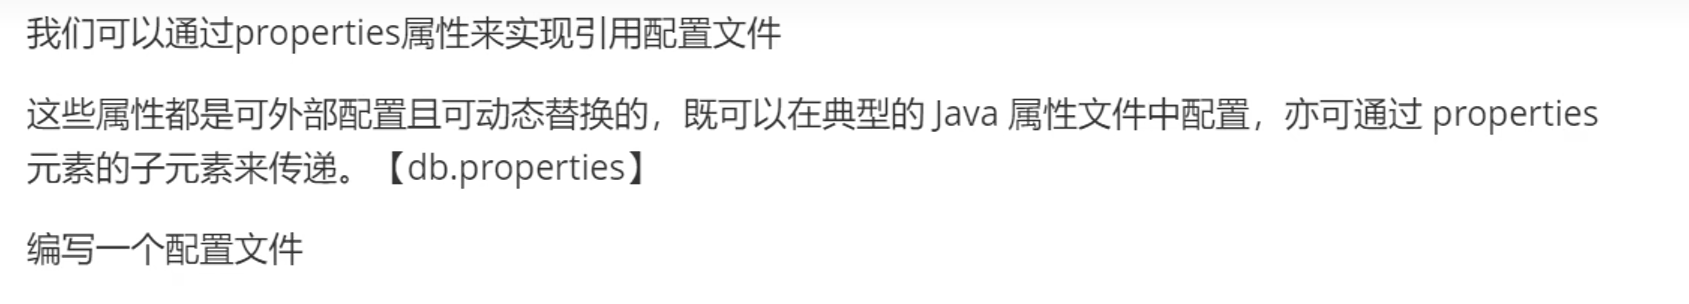 我们可以通过properties属性来实现引用配置文件
这些属性都是可外部配置且可动态替换的，既可以在典型的 Java 属性文件中配置，亦可通过 properties
元素的子元素来传递。【db.properties】
编写一个配置文件